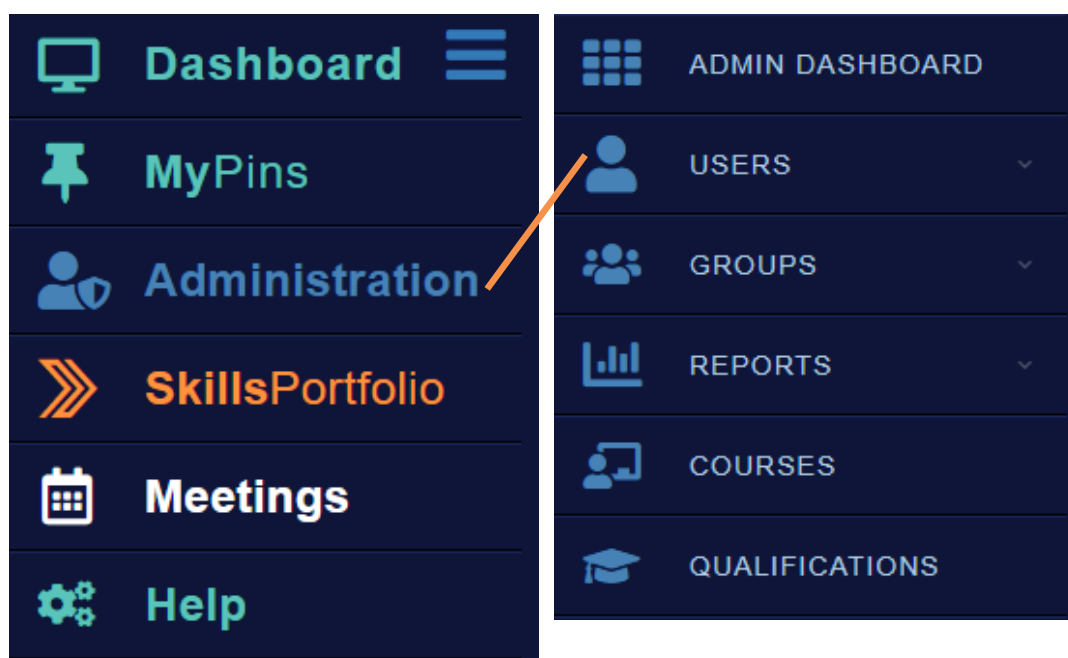 Dashboard
MyPins
Administration
SkillsPortfolio
Meetings
Help
ADMIN DASHBOARD
USERS
GROUPS
REPORTS
COURSES
QUALIFICATIONS